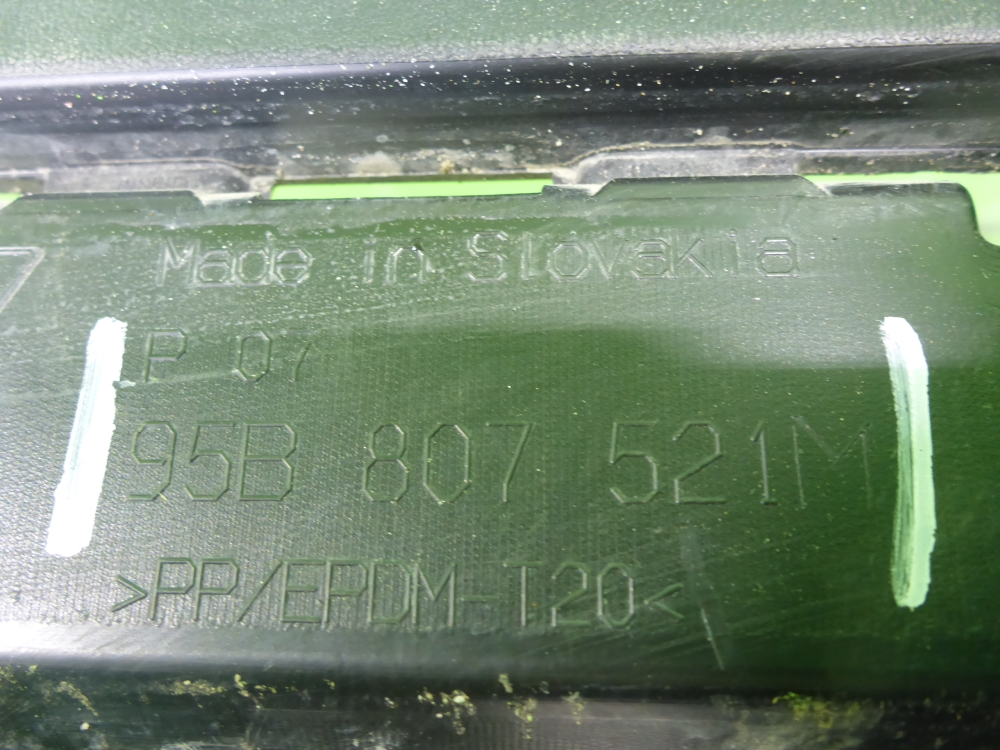 Made in Slovakia
P 07
95B 807 521M
>PP/EPDM-T20<